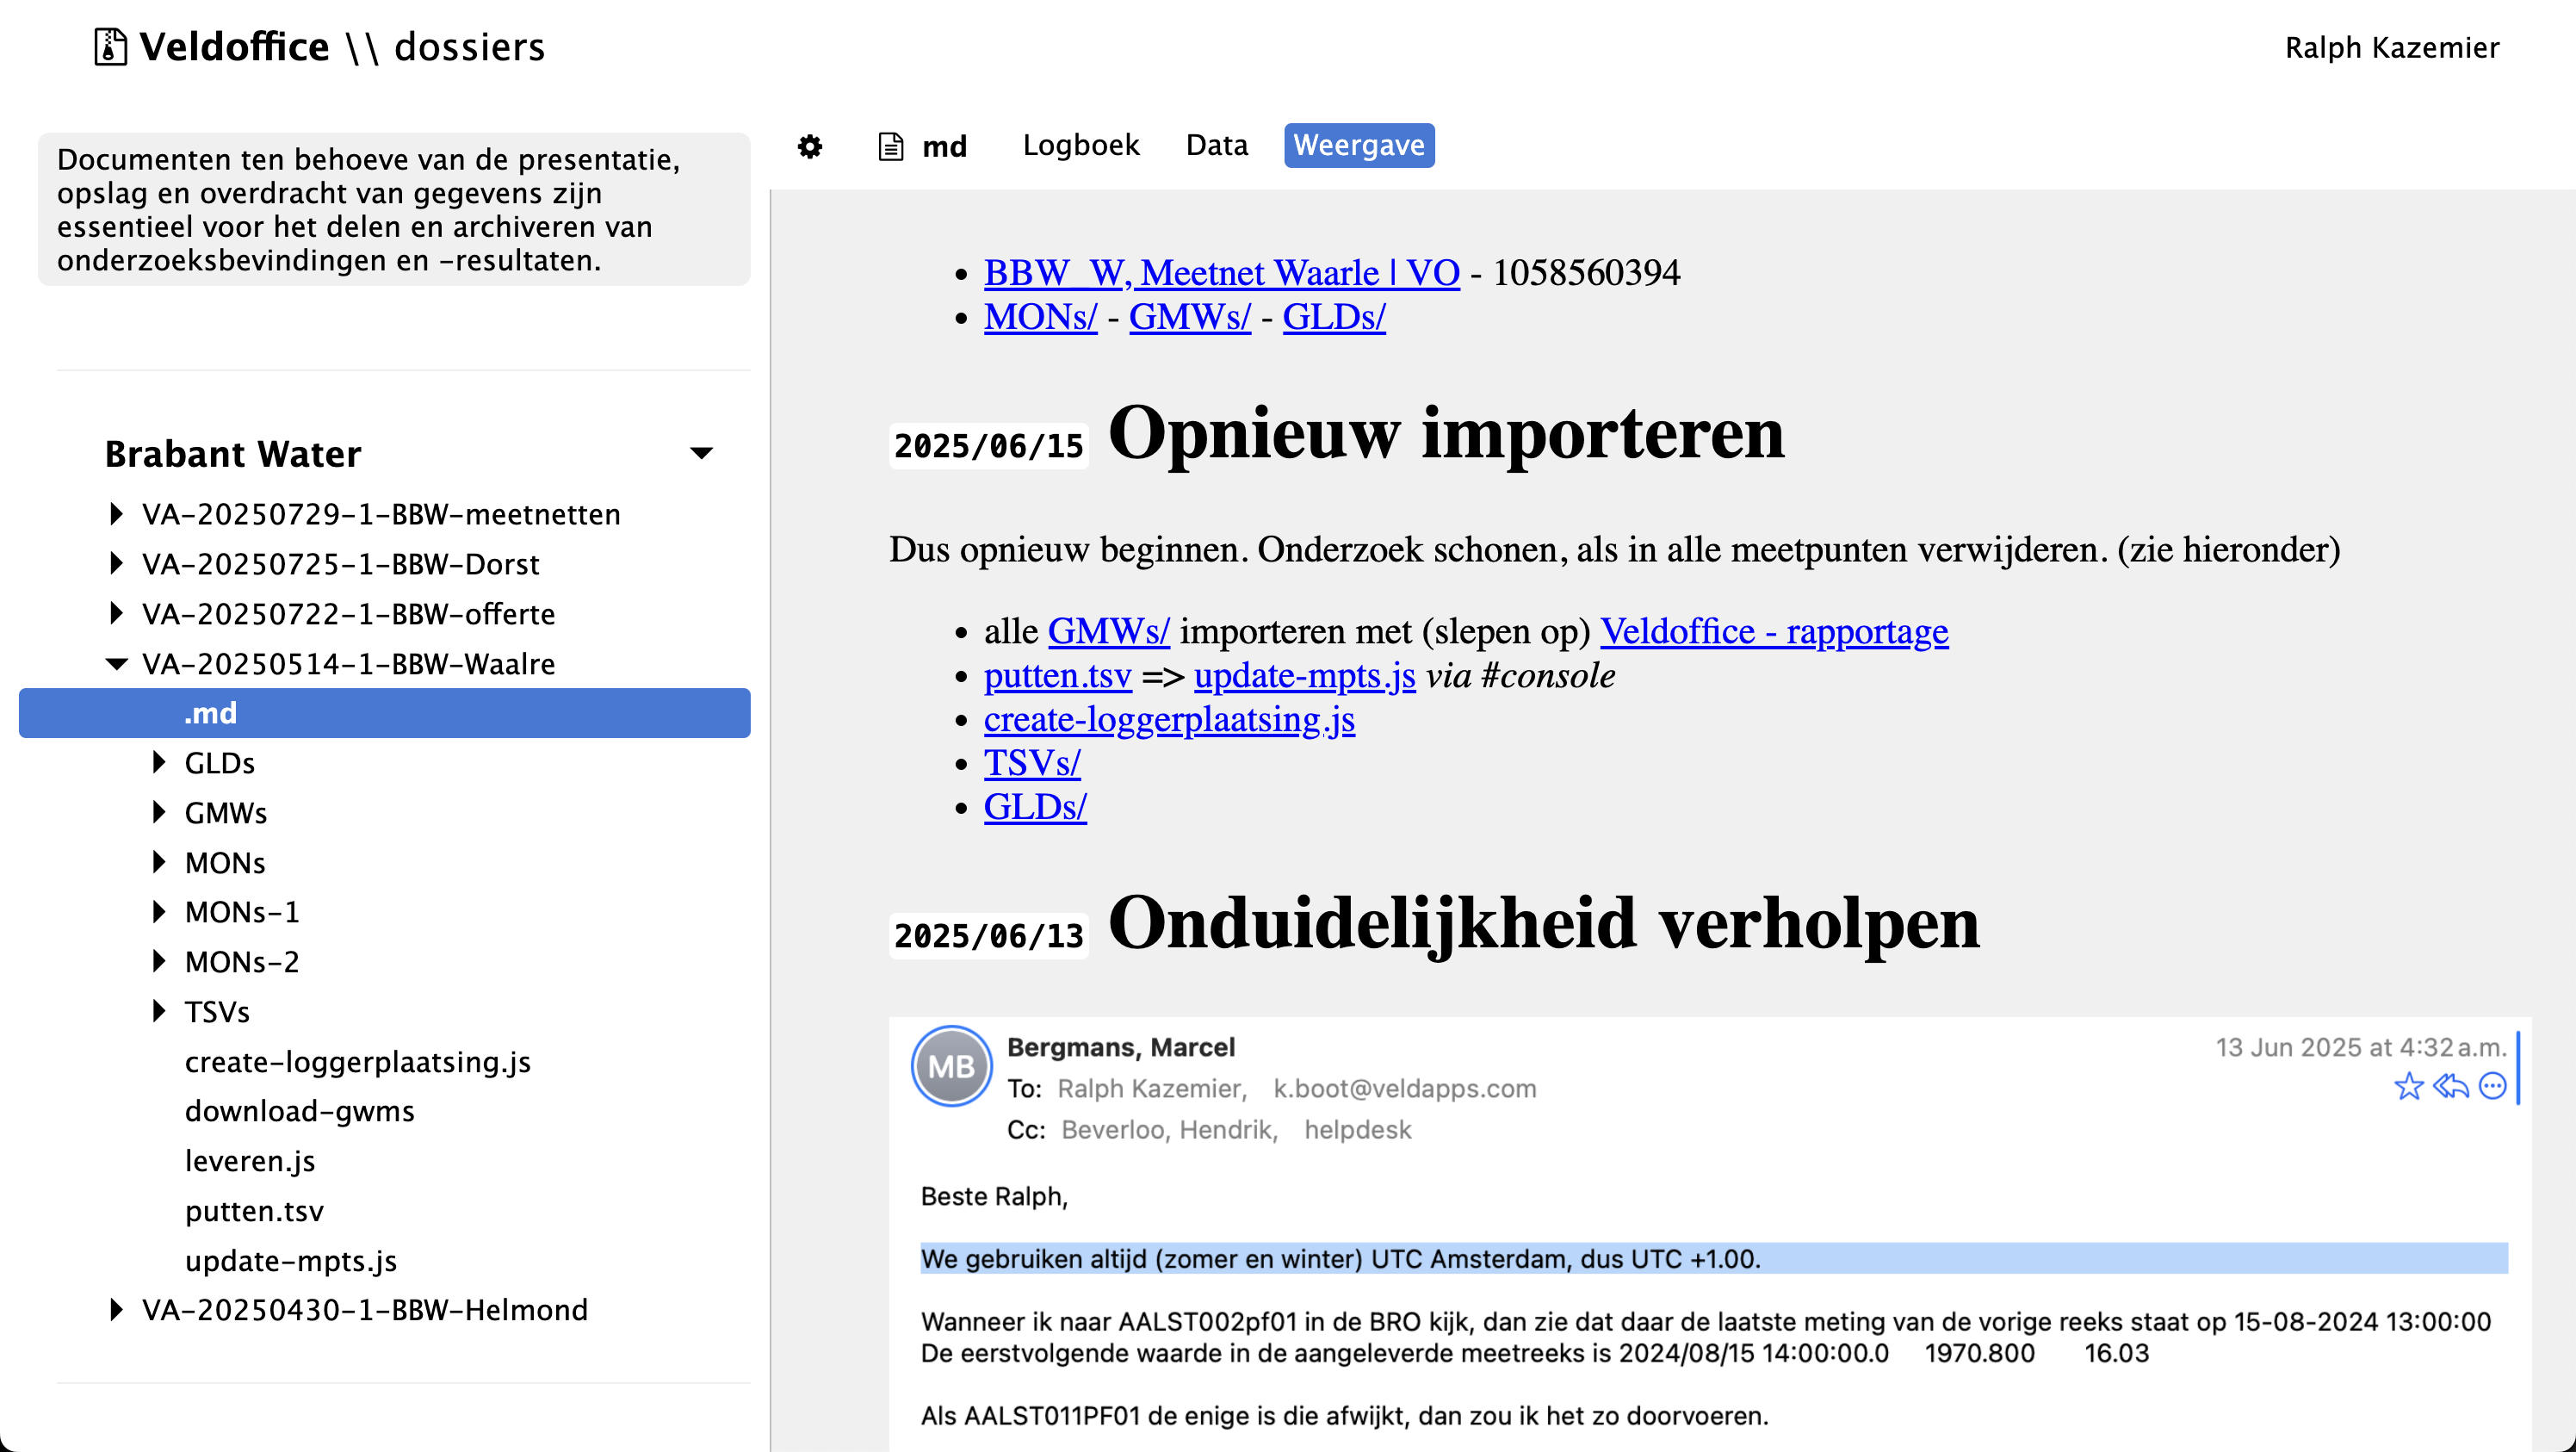 Veldoffice \\ dossiers
Ralph Kazemier
Documenten ten behoeve van de presentatie,
opslag en overdracht van gegevens zijn
essentieel voor het delen en archiveren van
onderzoeksbevindingen en -resultaten.
Brabant Water
VA-20250729-1-BBW-meetnetten
VA-20250725-1-BBW-Dorst
VA-20250722-1-BBW-offerte
VA-20250514-1-BBW-Waalre
.md
GLDs
GMWs
MONs
MONs-1
MONs-2
TSVs
create-loggerplaatsing.js
download-gwms
leveren.js
putten.tsv
update-mpts.js
VA-20250430-1-BBW-Helmond
md Logboek Data Weergave
BBW_W, Meetnet Waarle | VO - 1058560394
MONs/ - GMWs/ - GLDs/
2025/06/15 Opnieuw importeren
Dus opnieuw beginnen. Onderzoek schonen, als in alle meetpunten verwijderen. (zie hieronder)
alle GMWs/ importeren met (slepen op) Veldoffice - rapportage
putten.tsv => update-mpts.js via #console
create-loggerplaatsing.js
TSVs/
GLDs/
2025/06/13 Onduidelijkheid verholpen
MB
Bergmans, Marcel
13 Jun 2025 at 4:32 a.m.
To: Ralph Kazemier, k.boot@veldapps.com
Cc: Beverloo, Hendrik, helpdesk
Beste Ralph,
We gebruiken altijd (zomer en winter) UTC Amsterdam, dus UTC +1.00.
Wanneer ik naar AALST002pf01 in de BRO kijk, dan zie dat daar de laatste meting van de vorige reeks staat op 15-08-2024 13:00:00
De eerstvolgende waarde in de aangeleverde meetreeks is 2024/08/15 14:00:00.0 1970.800 16.03
Als AALST011PF01 de enige is die afwijkt, dan zou ik het zo doorvoeren.